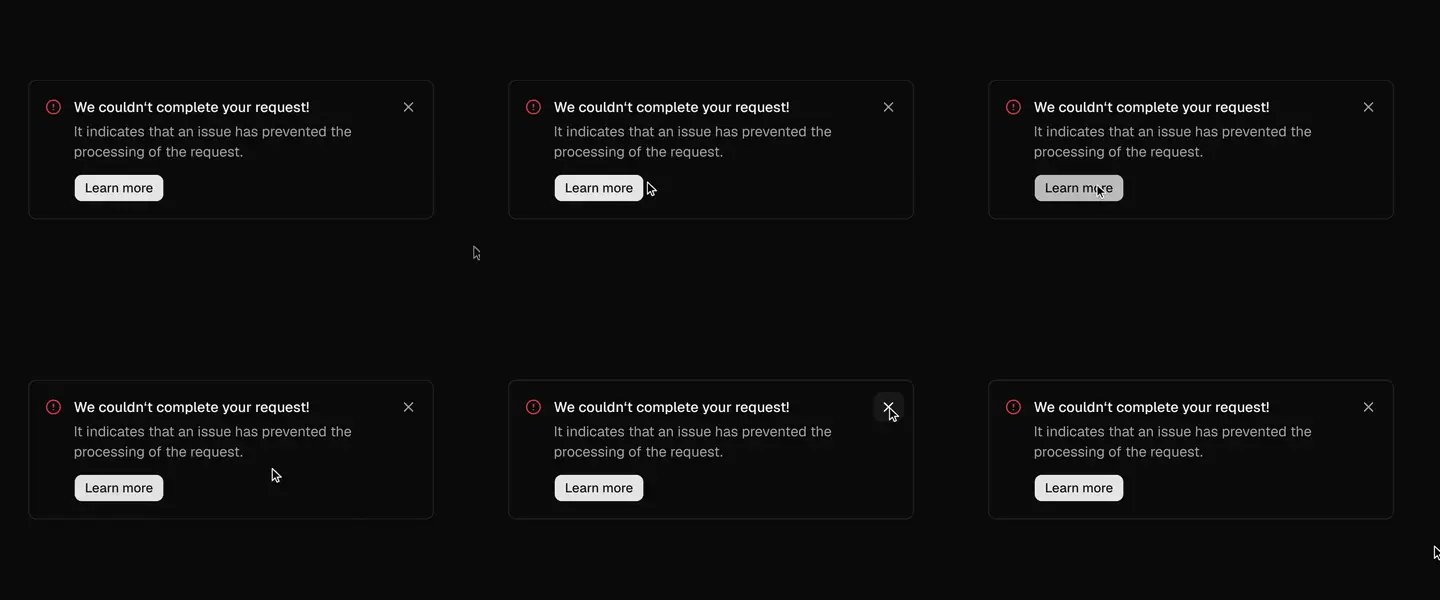 We couldn‘t complete your request!
It indicates that an issue has prevented the
processing of the request.
Learn more
We couldn‘t complete your request!
It indicates that an issue has prevented the
processing of the request.
Learn more
We couldn‘t complete your request!
It indicates that an issue has prevented the
processing of the request.
Learn more
We couldn‘t complete your request!
It indicates that an issue has prevented the
processing of the request.
Learn more
We couldn‘t complete your request!
It indicates that an issue has prevented the
processing of the request.
Learn more
We couldn‘t complete your request!
It indicates that an issue has prevented the
processing of the request.
Learn more